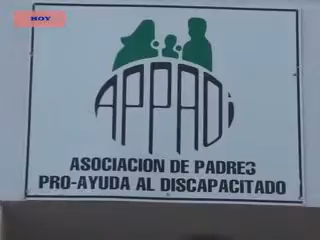 HOY
APPADi
ASOCIACION DE PADRES
PRO-AYUDA AL DISCAPACITADO